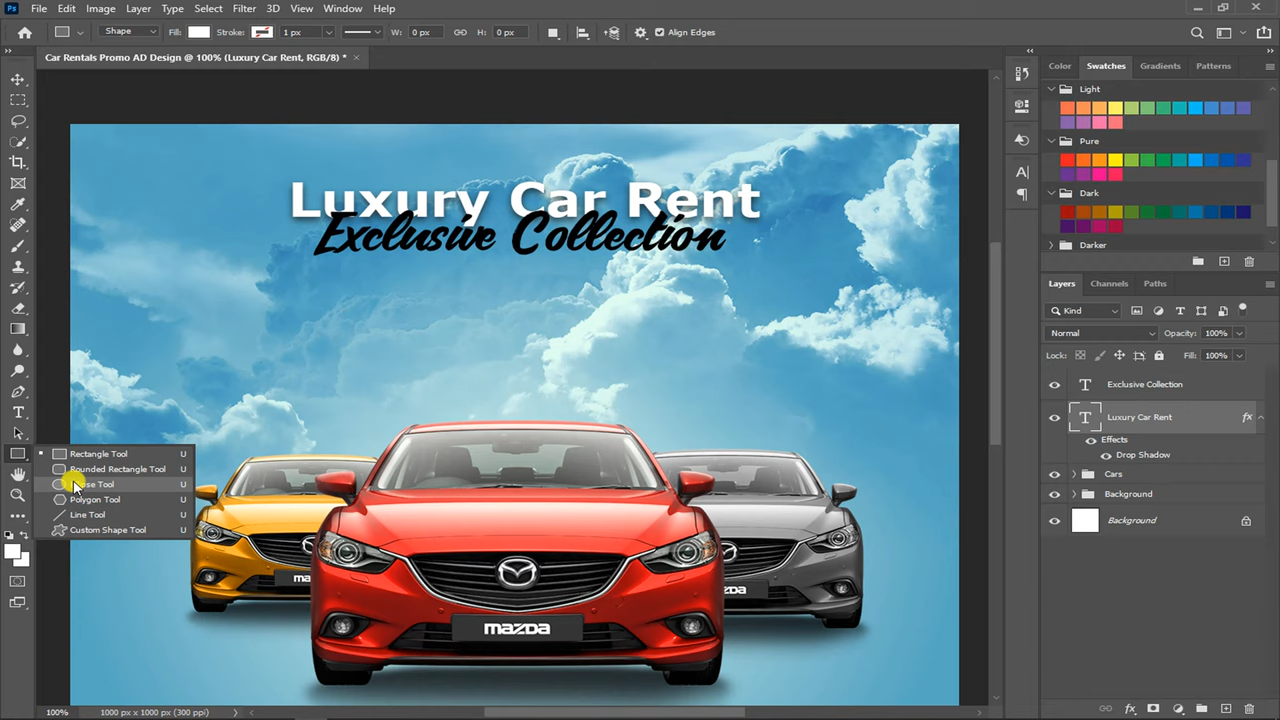 Ps File Edit Image Layer Type Select Filter 3D View Window Help
Shape Fill: Stroke: 1 px W: 0 px H: 0 px Align Edges
Car Rentals Promo AD Design @ 100% (Luxury Car Rent, RGB/8) *
Color Swatches Gradients Patterns
Light
Pure
Dark
Darker
Luxury Car Rent
Exclusive Collection
mazda
Layers Channels Paths
Kind
Normal Opacity: 100%
Lock: Fill: 100%
T Exclusive Collection
T Luxury Car Rent fx
Effects
Drop Shadow
Cars
Background
Background
Rectangle Tool U
Rounded Rectangle Tool U
Tool U
Polygon Tool U
Line Tool U
Custom Shape Tool U
100% 1000 px x 1000 px (300 ppi)